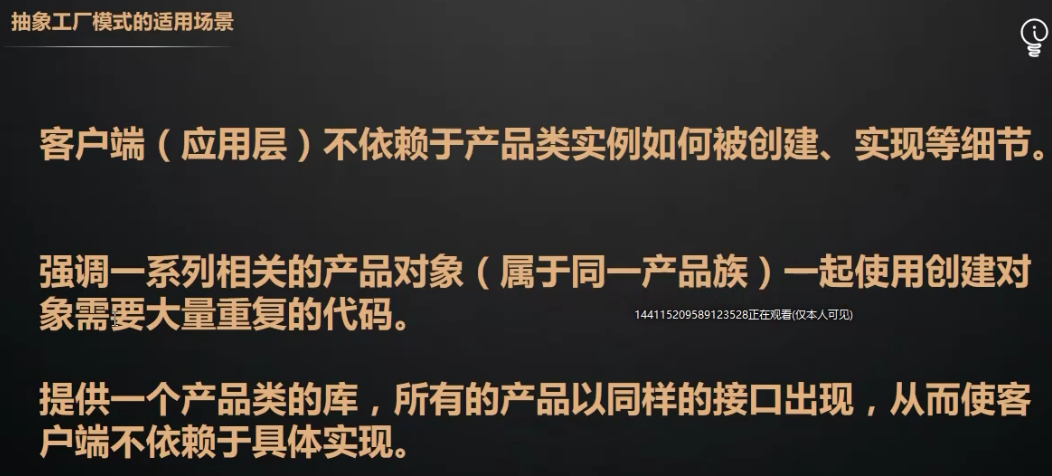 抽象工厂模式的适用场景
客户端（应用层）不依赖于产品类实例如何被创建、实现等细节。
强调一系列相关的产品对象（属于同一产品族）一起使用创建对
象需要大量重复的代码。
144115209589123528正在观看(仅本人可见)
提供一个产品类的库，所有的产品以同样的接口出现，从而使客
户端不依赖于具体实现。